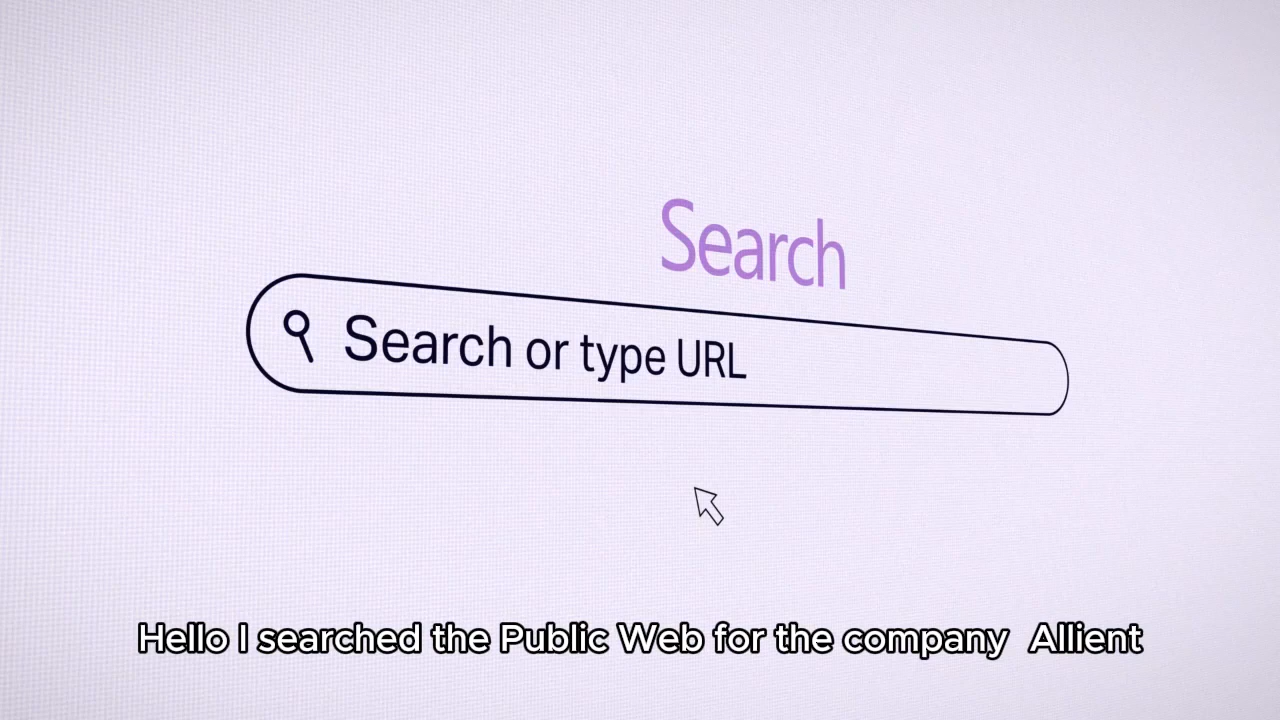 Search
Search or type URL
Hello I searched the Public Web for the company Allient